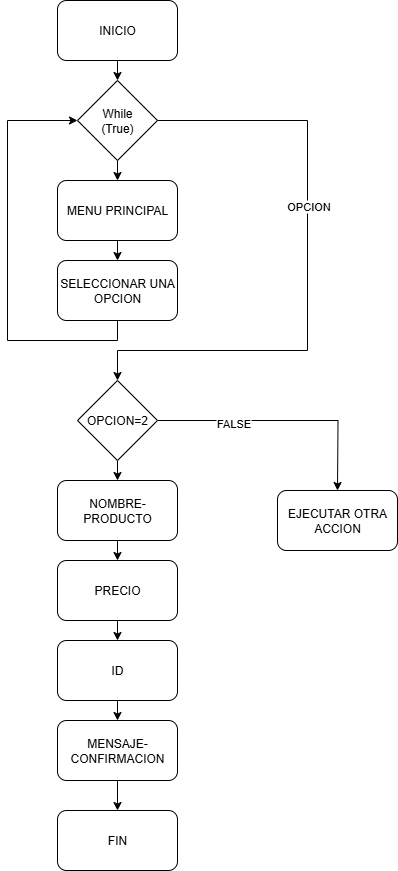 INICIO
While
(True)
MENU PRINCIPAL
OPCION
SELECCIONAR UNA
OPCION
OPCION=2
FALSE
NOMBRE-
PRODUCTO
EJECUTAR OTRA
ACCION
PRECIO
ID
MENSAJE-
CONFIRMACION
FIN